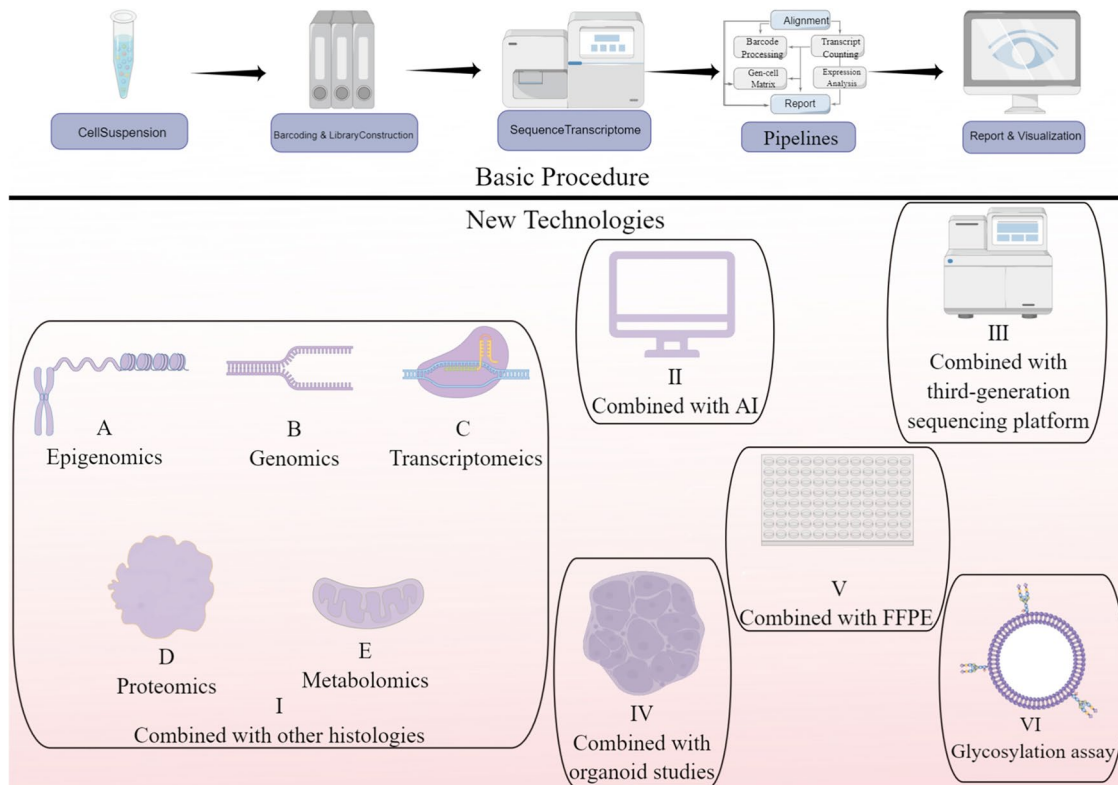 Alignment
Barcode
Processing
Transcript
Counting
Gen-cell
Matrix
Expression
Analysis
Report
CellSuspension
Barcoding & LibraryConstruction
SequenceTranscriptome
Pipelines
Report & Visualization
Basic Procedure
New Technologies
A
Epigenomics
B
Genomics
C
Transcriptomeics
D
Proteomics
E
Metabolomics
I
Combined with other histologies
II
Combined with AI
III
Combined with
third-generation
sequencing platform
IV
Combined with
organoid studies
V
Combined with FFPE
VI
Glycosylation assay